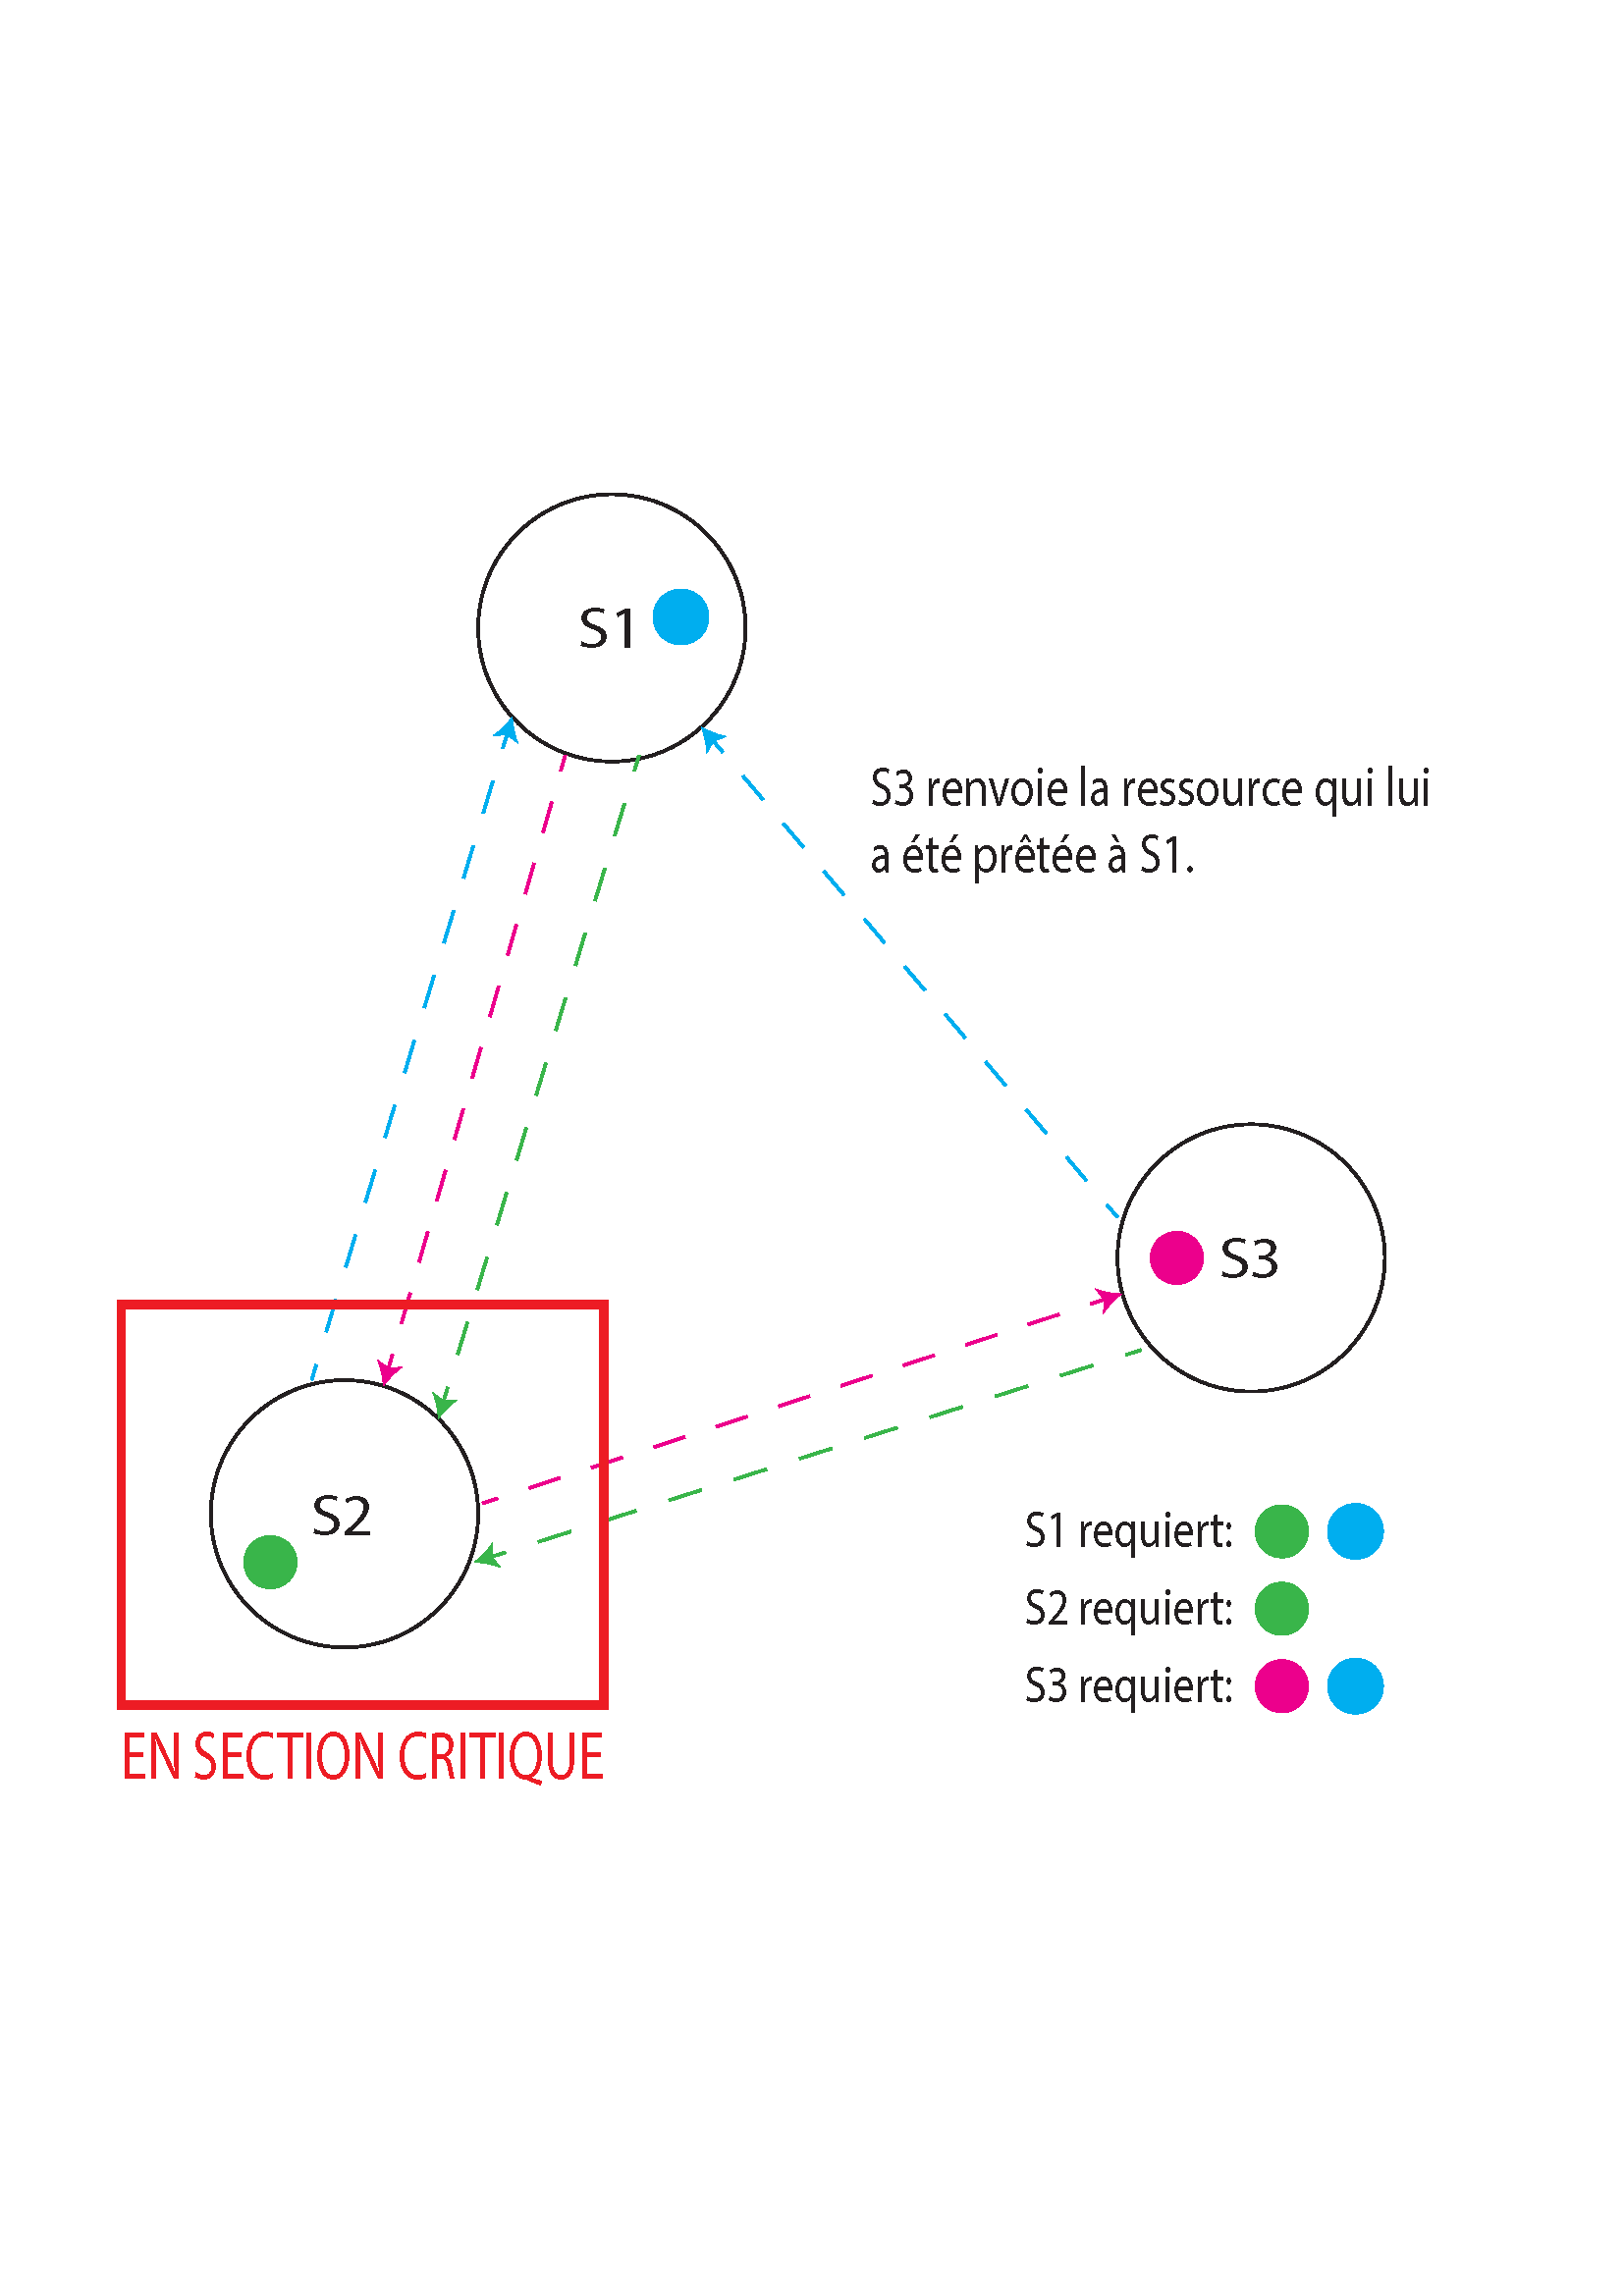 S1
S3 renvoie la ressource qui lui
a été prêtée à S1.
S3
S2
S1 requiert:
S2 requiert:
S3 requiert:
EN SECTION CRITIQUE